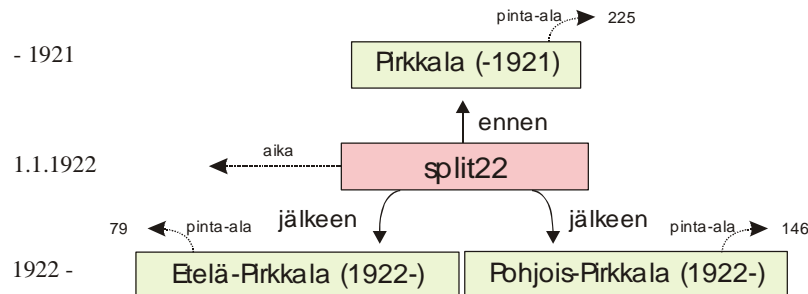 pinta-ala 225
- 1921
Pirkkala (-1921)
ennen
1.1.1922
aika
split22
jälkeen
jälkeen
79 pinta-ala
pinta-ala 146
1922 -
Etelä-Pirkkala (1922-)
Pohjois-Pirkkala (1922-)